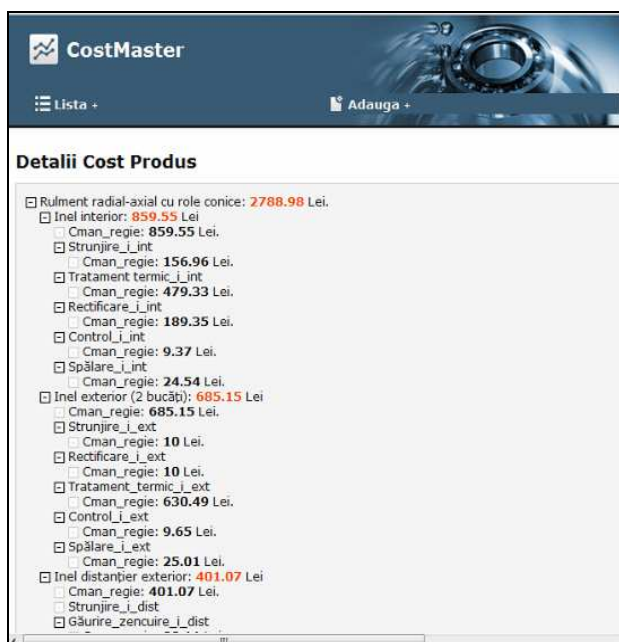 CostMaster
Lista +
Adauga +
Detalii Cost Produs
Rulment radial-axial cu role conice: 2788.98 Lei.
Inel interior: 859.55 Lei
Cman_regie: 859.55 Lei.
Strunjire_i_int
Cman_regie: 156.96 Lei.
Tratament termic_i_int
Cman_regie: 479.33 Lei.
Rectificare_i_int
Cman_regie: 189.35 Lei.
Control_i_int
Cman_regie: 9.37 Lei.
Spălare_i_int
Cman_regie: 24.54 Lei.
Inel exterior (2 bucăți): 685.15 Lei
Cman_regie: 685.15 Lei.
Strunjire_i_ext
Cman_regie: 10 Lei.
Rectificare_i_ext
Cman_regie: 10 Lei.
Tratament_termic_i_ext
Cman_regie: 630.49 Lei.
Control_i_ext
Cman_regie: 9.65 Lei.
Spălare_i_ext
Cman_regie: 25.01 Lei.
Inel distanțier exterior: 401.07 Lei
Cman_regie: 401.07 Lei.
Strunjire_i_dist
Găurire_zencuire_i_dist